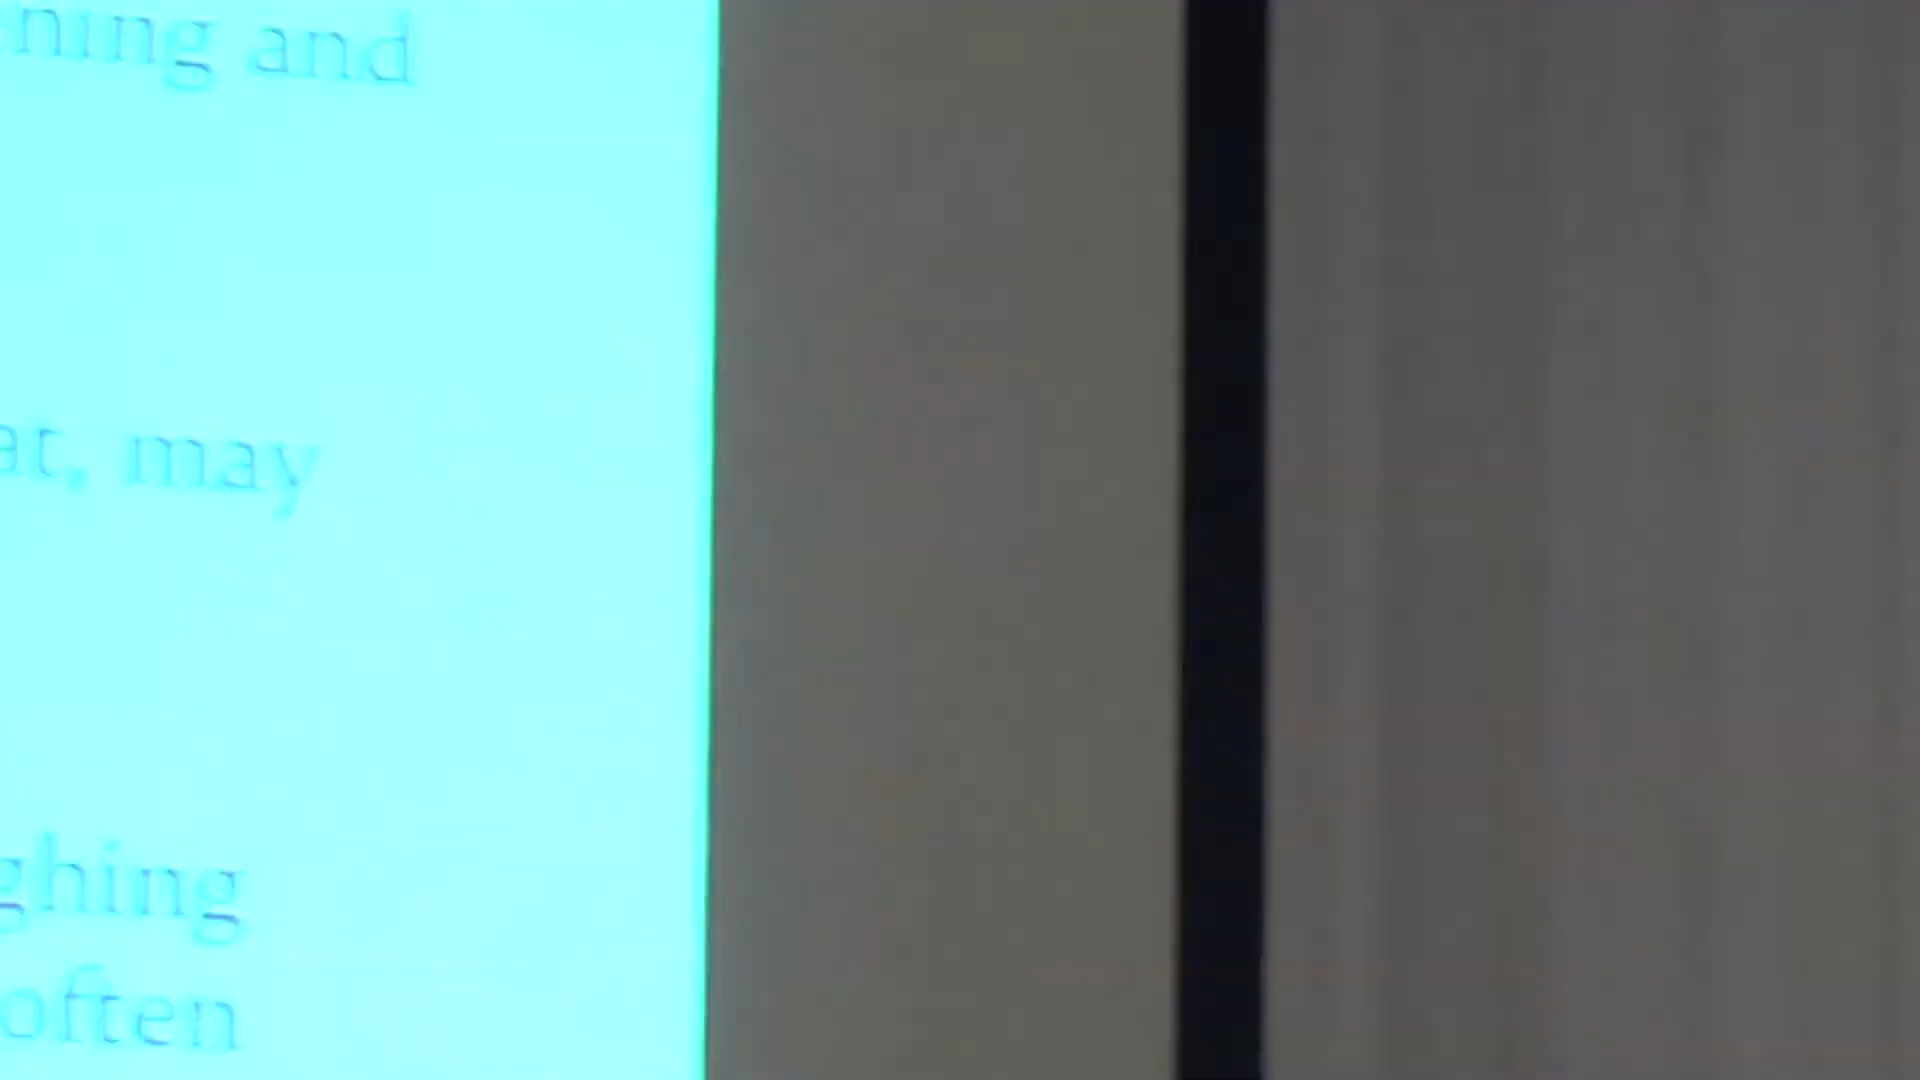 ning and
at, may
ghing
often